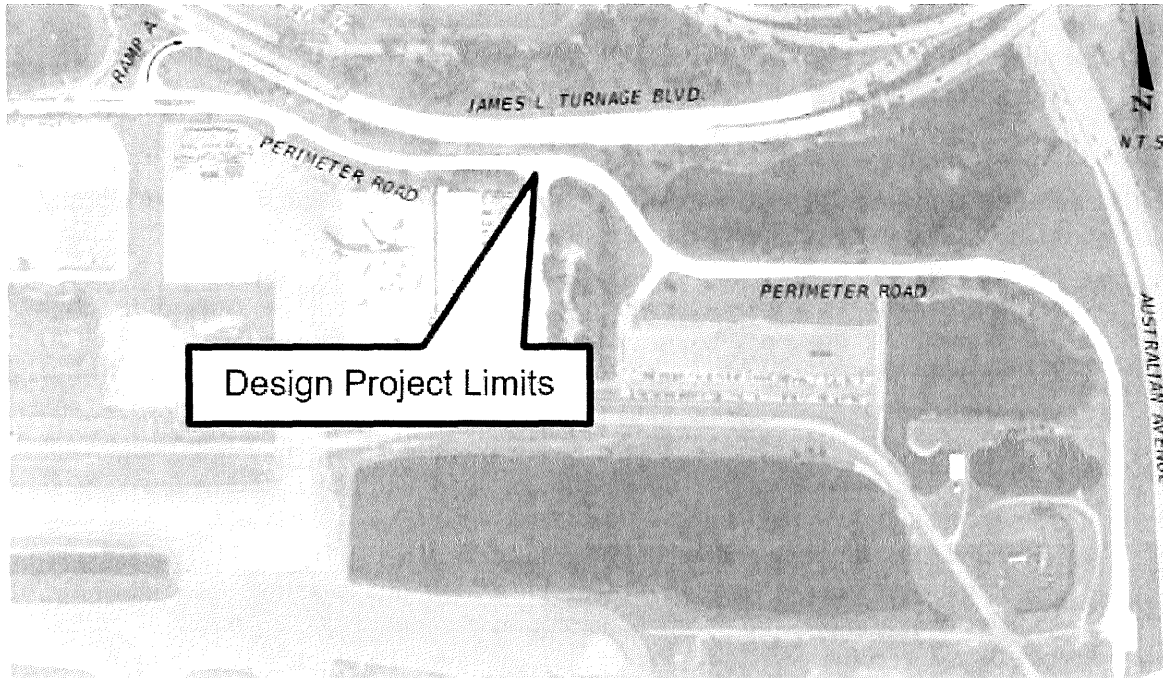 RAMP A
JAMES L. TURNAGE BLVD.
N
N.T.S
PERIMETER ROAD
PERIMETER ROAD
AUSTRALIAN AVENUE
Design Project Limits